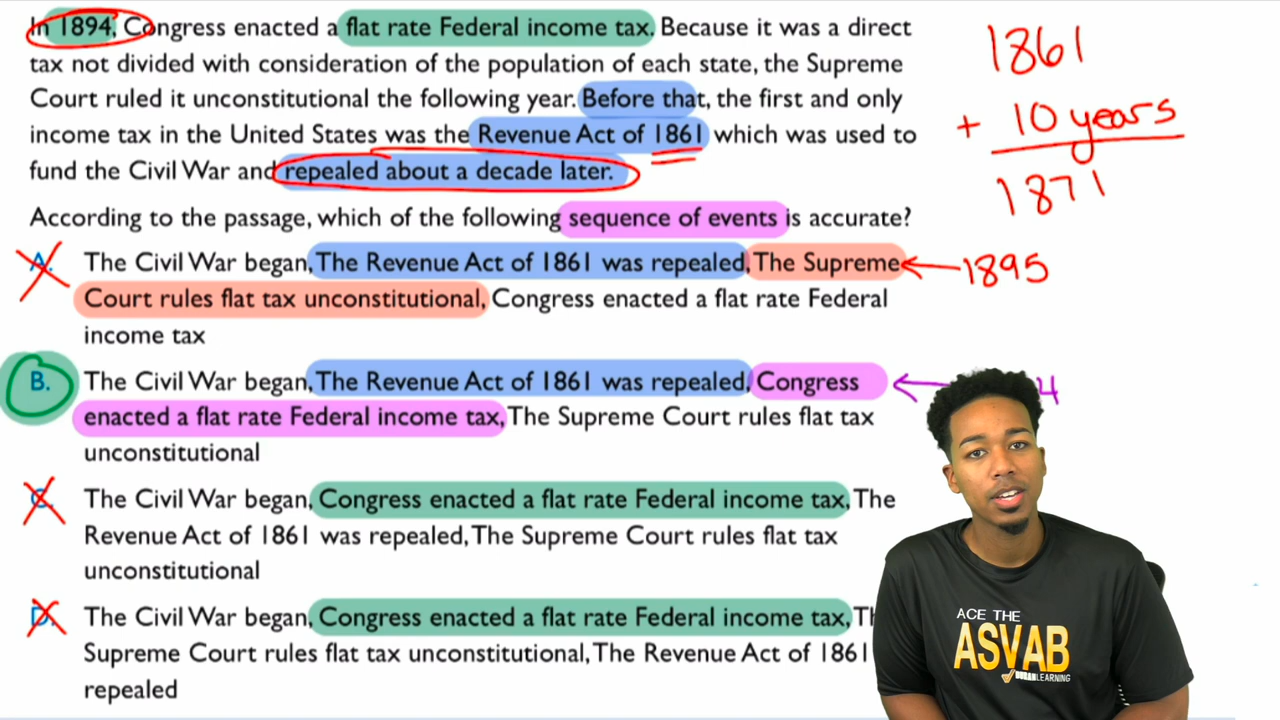 In 1894, Congress enacted a flat rate Federal income tax. Because it was a direct
tax not divided with consideration of the population of each state, the Supreme
Court ruled it unconstitutional the following year. Before that, the first and only
income tax in the United States was the Revenue Act of 1861 which was used to
fund the Civil War and repealed about a decade later.
1861
+ 10 years
1871
According to the passage, which of the following sequence of events is accurate?
A. The Civil War began, The Revenue Act of 1861 was repealed, The Supreme
Court rules flat tax unconstitutional, Congress enacted a flat rate Federal
income tax
1895
B. The Civil War began, The Revenue Act of 1861 was repealed, Congress
enacted a flat rate Federal income tax, The Supreme Court rules flat tax
unconstitutional
4
C. The Civil War began, Congress enacted a flat rate Federal income tax, The
Revenue Act of 1861 was repealed, The Supreme Court rules flat tax
unconstitutional
D. The Civil War began, Congress enacted a flat rate Federal income tax,
Supreme Court rules flat tax unconstitutional, The Revenue Act of 1861
repealed
ACE THE
ASVAB
DURAN LEARNING